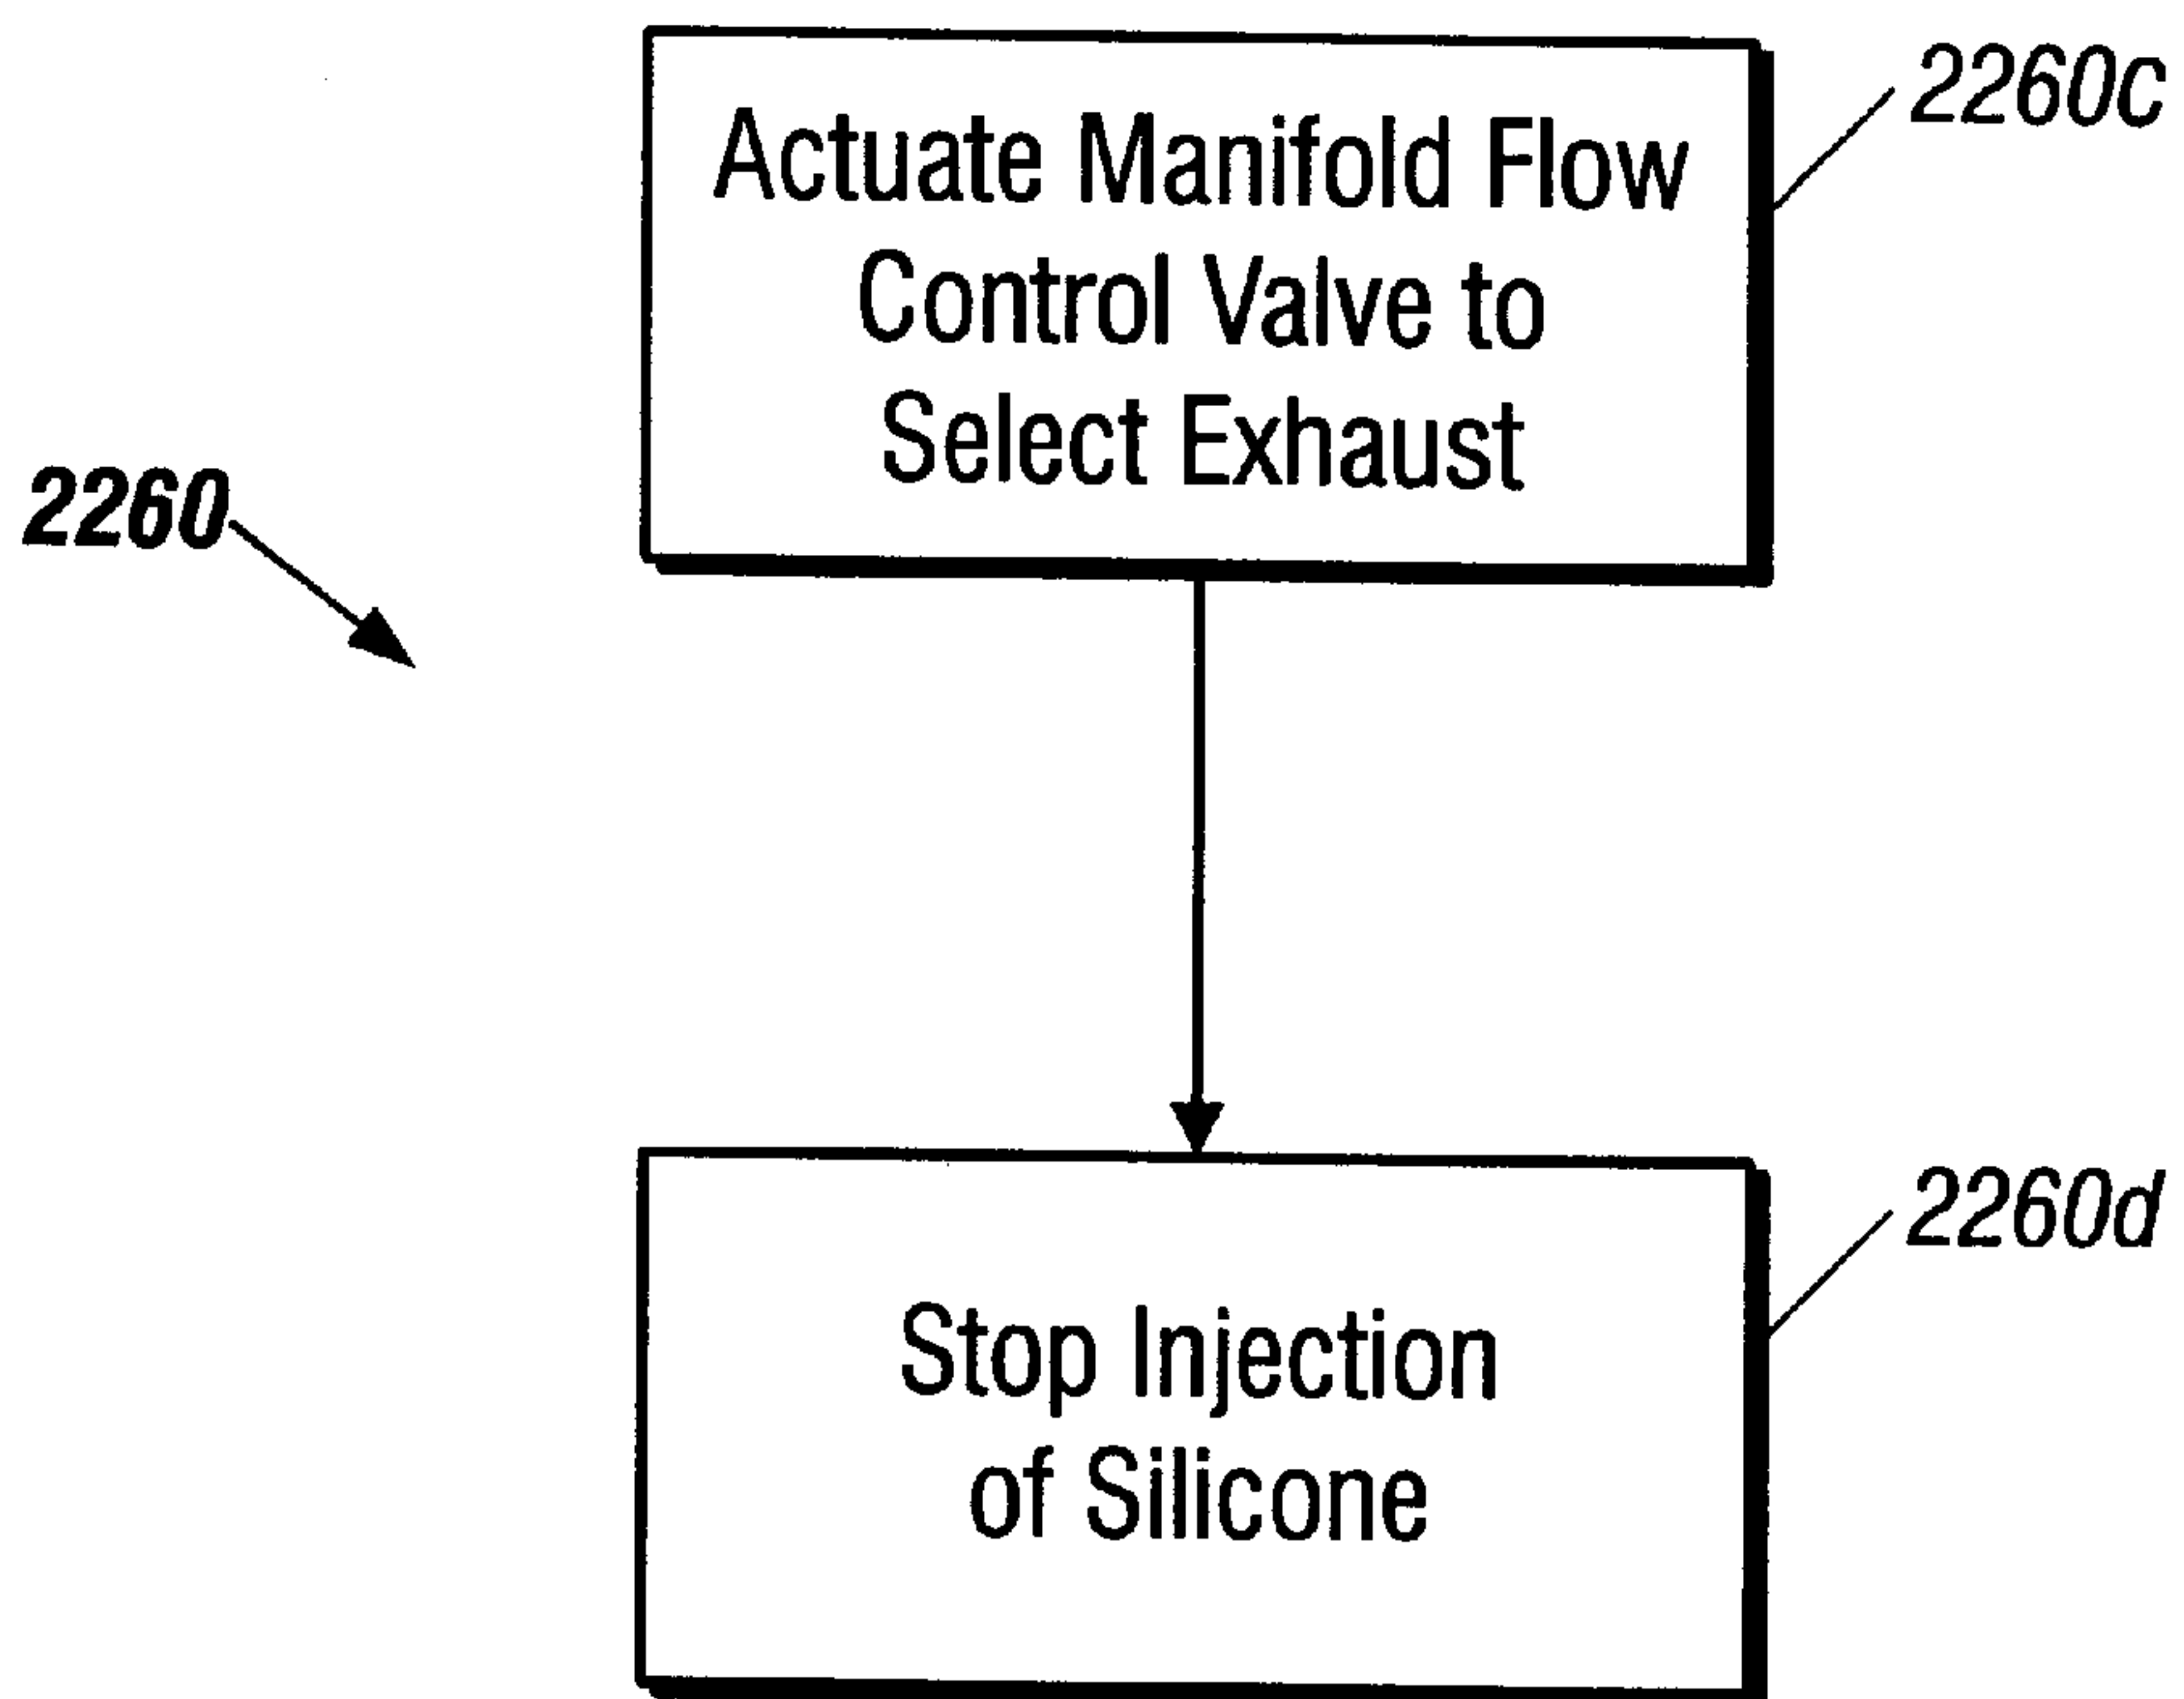 Actuate Manifold Flow
Control Valve to
Select Exhaust
2260c
2260
Stop Injection
of Silicone
2260d